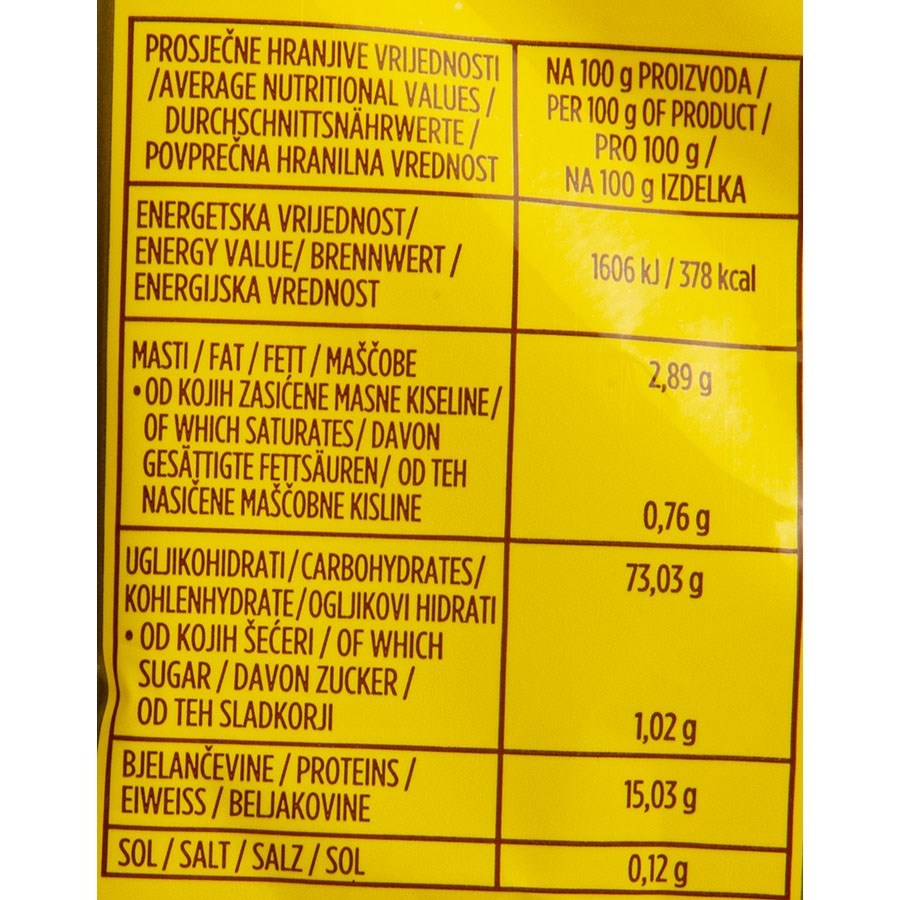 PROSJEČNE HRANJIVE VRIJEDNOSTI
/AVERAGE NUTRITIONAL VALUES /
DURCHSCHNITTSNÄHRWERTE /
POVPREČNA HRANILNA VREDNOST
NA 100 g PROIZVODA /
PER 100 g OF PRODUCT /
PRO 100 g /
NA 100 g IZDELKA
ENERGETSKA VRIJEDNOST/
ENERGY VALUE/ BRENNWERT /
ENERGIJSKA VREDNOST
1606 kJ / 378 kcal
MASTI / FAT / FETT / MAŠČOBE
2,89 g
• OD KOJIH ZASIĆENE MASNE KISELINE/
OF WHICH SATURATES/ DAVON
GESÄTTIGTE FETTSÄUREN/ OD TEH
NASIČENE MAŠČOBNE KISLINE
0,76 g
UGLJIKOHIDRATI/CARBOHYDRATES/
KOHLENHYDRATE/OGLJIKOVI HIDRATI
73,03 g
• OD KOJIH ŠEĆERI / OF WHICH
SUGAR / DAVON ZUCKER /
OD TEH SLADKORJI
1,02 g
BJELANČEVINE / PROTEINS /
EIWEISS / BELJAKOVINE
15,03 g
SOL / SALT / SALZ / SOL
0,12 g